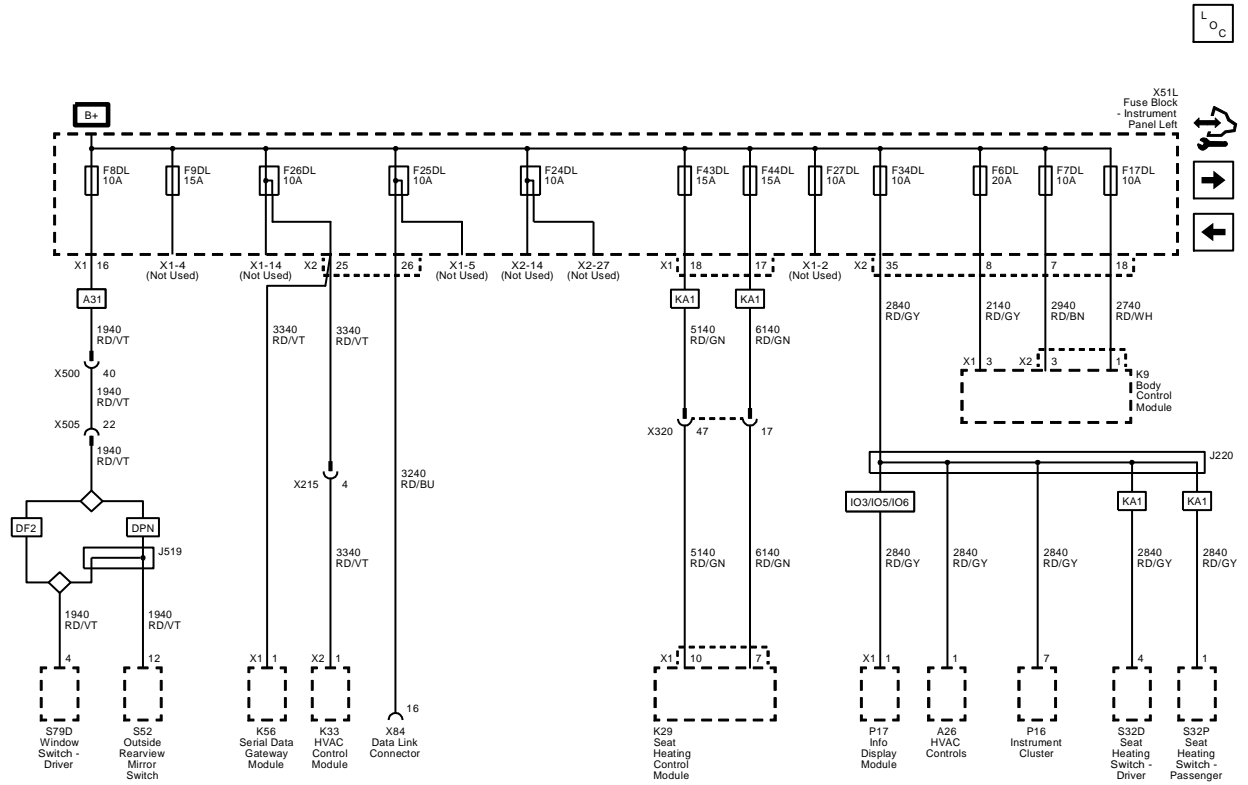 L
O
C
X51L
Fuse Block
- Instrument
Panel Left
B+
F8DL
10A
F9DL
15A
F26DL
10A
F25DL
10A
F24DL
10A
F43DL
15A
F44DL
15A
F27DL
10A
F34DL
10A
F6DL
20A
F7DL
10A
F17DL
10A
X1 16
X1-4
(Not Used)
X1-14
(Not Used)
X2 25
26
X1-5
(Not Used)
X2-14
(Not Used)
X2-27
(Not Used)
X1 18
17
X1-2
(Not Used)
X2 35
8
7
18
A31
KA1
KA1
1940
RD/VT
3340
RD/VT
3340
RD/VT
5140
RD/GN
6140
RD/GN
2840
RD/GY
2140
RD/GY
2940
RD/BN
2740
RD/WH
X500 40
1940
RD/VT
X505 22
1940
RD/VT
X1 3
X2 3
1
K9
Body
Control
Module
X320 47
17
X215 4
3240
RD/BU
J220
IO3/IO5/IO6
KA1
KA1
DF2
DPN
J519
3340
RD/VT
5140
RD/GN
6140
RD/GN
2840
RD/GY
2840
RD/GY
2840
RD/GY
2840
RD/GY
2840
RD/GY
1940
RD/VT
1940
RD/VT
4
12
X1 1
X2 1
X1 10
7
X1 1
1
7
4
1
16
S79D
Window
Switch -
Driver
S52
Outside
Rearview
Mirror
Switch
K56
Serial Data
Gateway
Module
K33
HVAC
Control
Module
X84
Data Link
Connector
K29
Seat
Heating
Control
Module
P17
Info
Display
Module
A26
HVAC
Controls
P16
Instrument
Cluster
S32D
Seat
Heating
Switch -
Driver
S32P
Seat
Heating
Switch -
Passenger